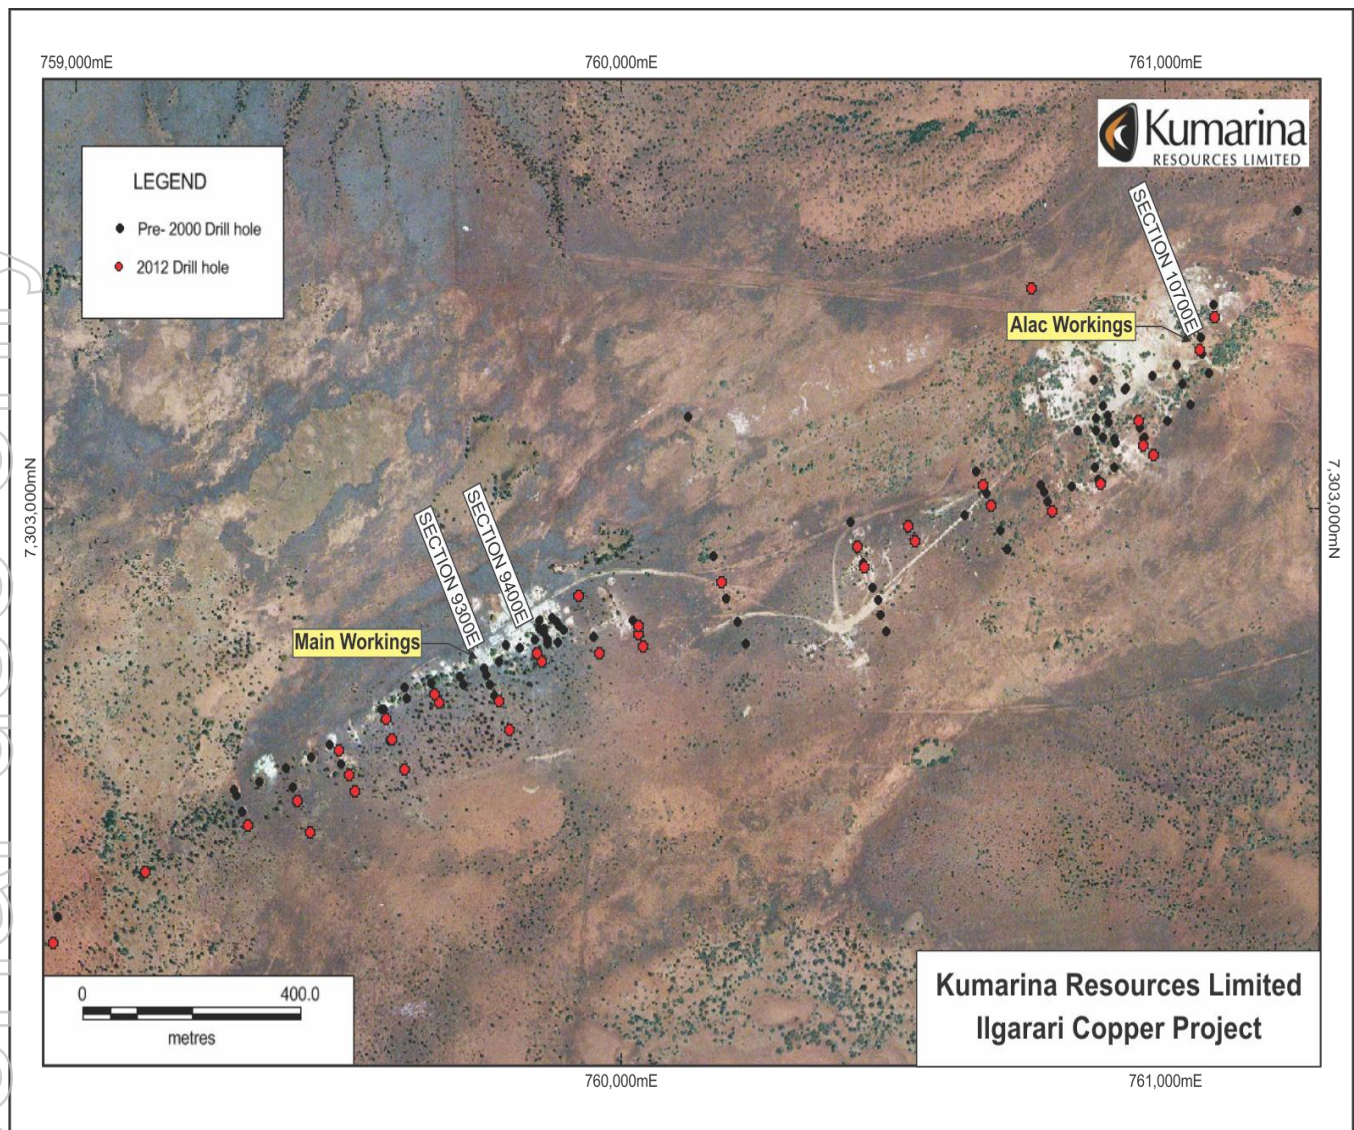 759,000mE
760,000mE
761,000mE
Kumarina
RESOURCES LIMITED
LEGEND
Pre- 2000 Drill hole
2012 Drill hole
SECTION 10700E
Alac Workings
7,303,000mN
7,303,000mN
SECTION 9400E
SECTION 9300E
Main Workings
0 400.0
metres
Kumarina Resources Limited
Ilgarari Copper Project
760,000mE
761,000mE